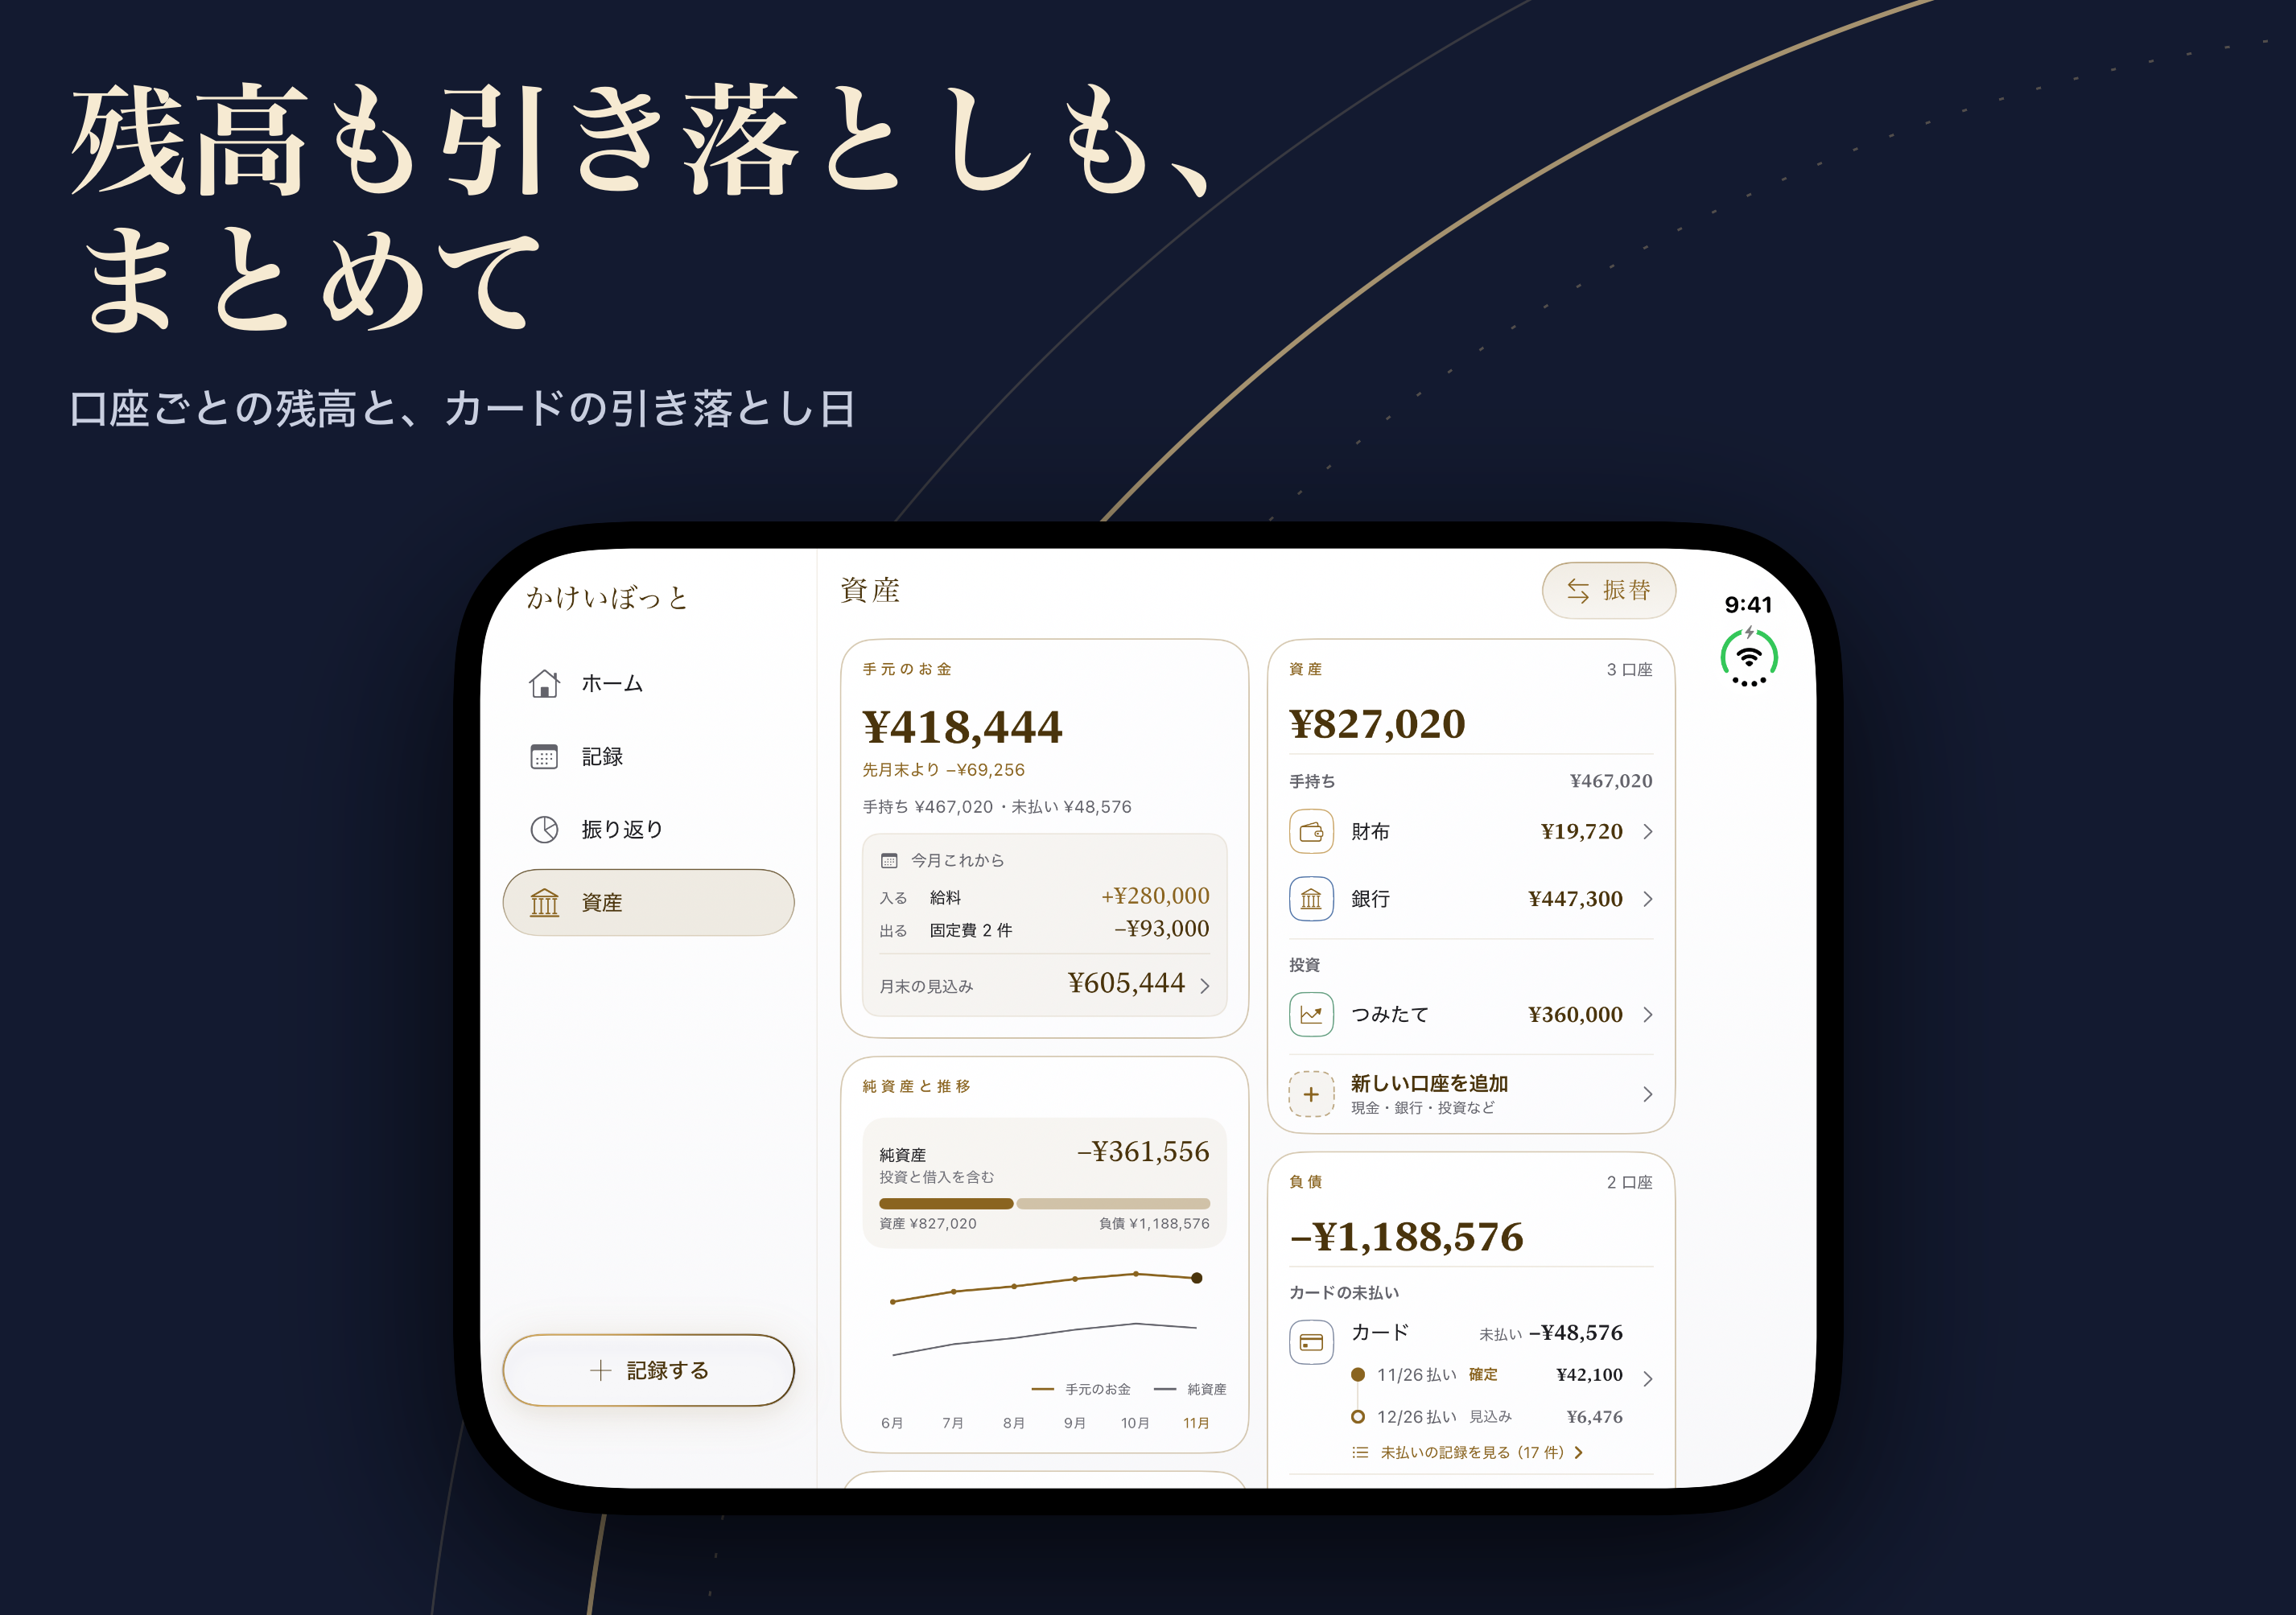 残高も引き落としも、
まとめて
口座ごとの残高と、カードの引き落とし日
かけいぼっと
ホーム
記録
振り返り
資産
記録する
資産
振替
9:41
手元のお金
¥418,444
先月末より −¥69,256
手持ち ¥467,020・未払い ¥48,576
今月これから
入る 給料 +¥280,000
出る 固定費 2 件 −¥93,000
月末の見込み ¥605,444
純資産と推移
純資産 −¥361,556
投資と借入を含む
資産 ¥827,020 負債 ¥1,188,576
手元のお金 純資産
6月 7月 8月 9月 10月 11月
資産 3 口座
¥827,020
手持ち ¥467,020
財布 ¥19,720
銀行 ¥447,300
投資
つみたて ¥360,000
新しい口座を追加
現金・銀行・投資など
負債 2 口座
−¥1,188,576
カードの未払い
カード 未払い −¥48,576
11/26 払い 確定 ¥42,100
12/26 払い 見込み ¥6,476
未払いの記録を見る（17 件）